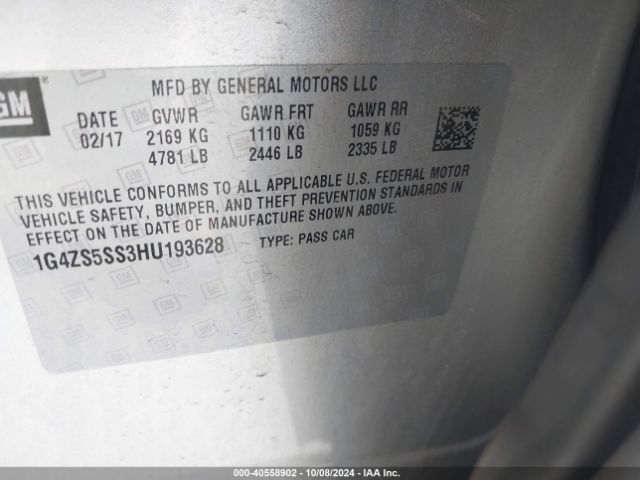 GM
MFD BY GENERAL MOTORS LLC
DATE GVWR GAWR FRT GAWR RR
02/17 2169 KG 1110 KG 1059 KG
4781 LB 2446 LB 2335 LB
THIS VEHICLE CONFORMS TO ALL APPLICABLE U.S. FEDERAL MOTOR
VEHICLE SAFETY, BUMPER, AND THEFT PREVENTION STANDARDS IN
EFFECT ON THE DATE OF MANUFACTURE SHOWN ABOVE.
1G4ZS5SS3HU193628 TYPE: PASS CAR
000-40558902 - 10/08/2024 - IAA Inc.